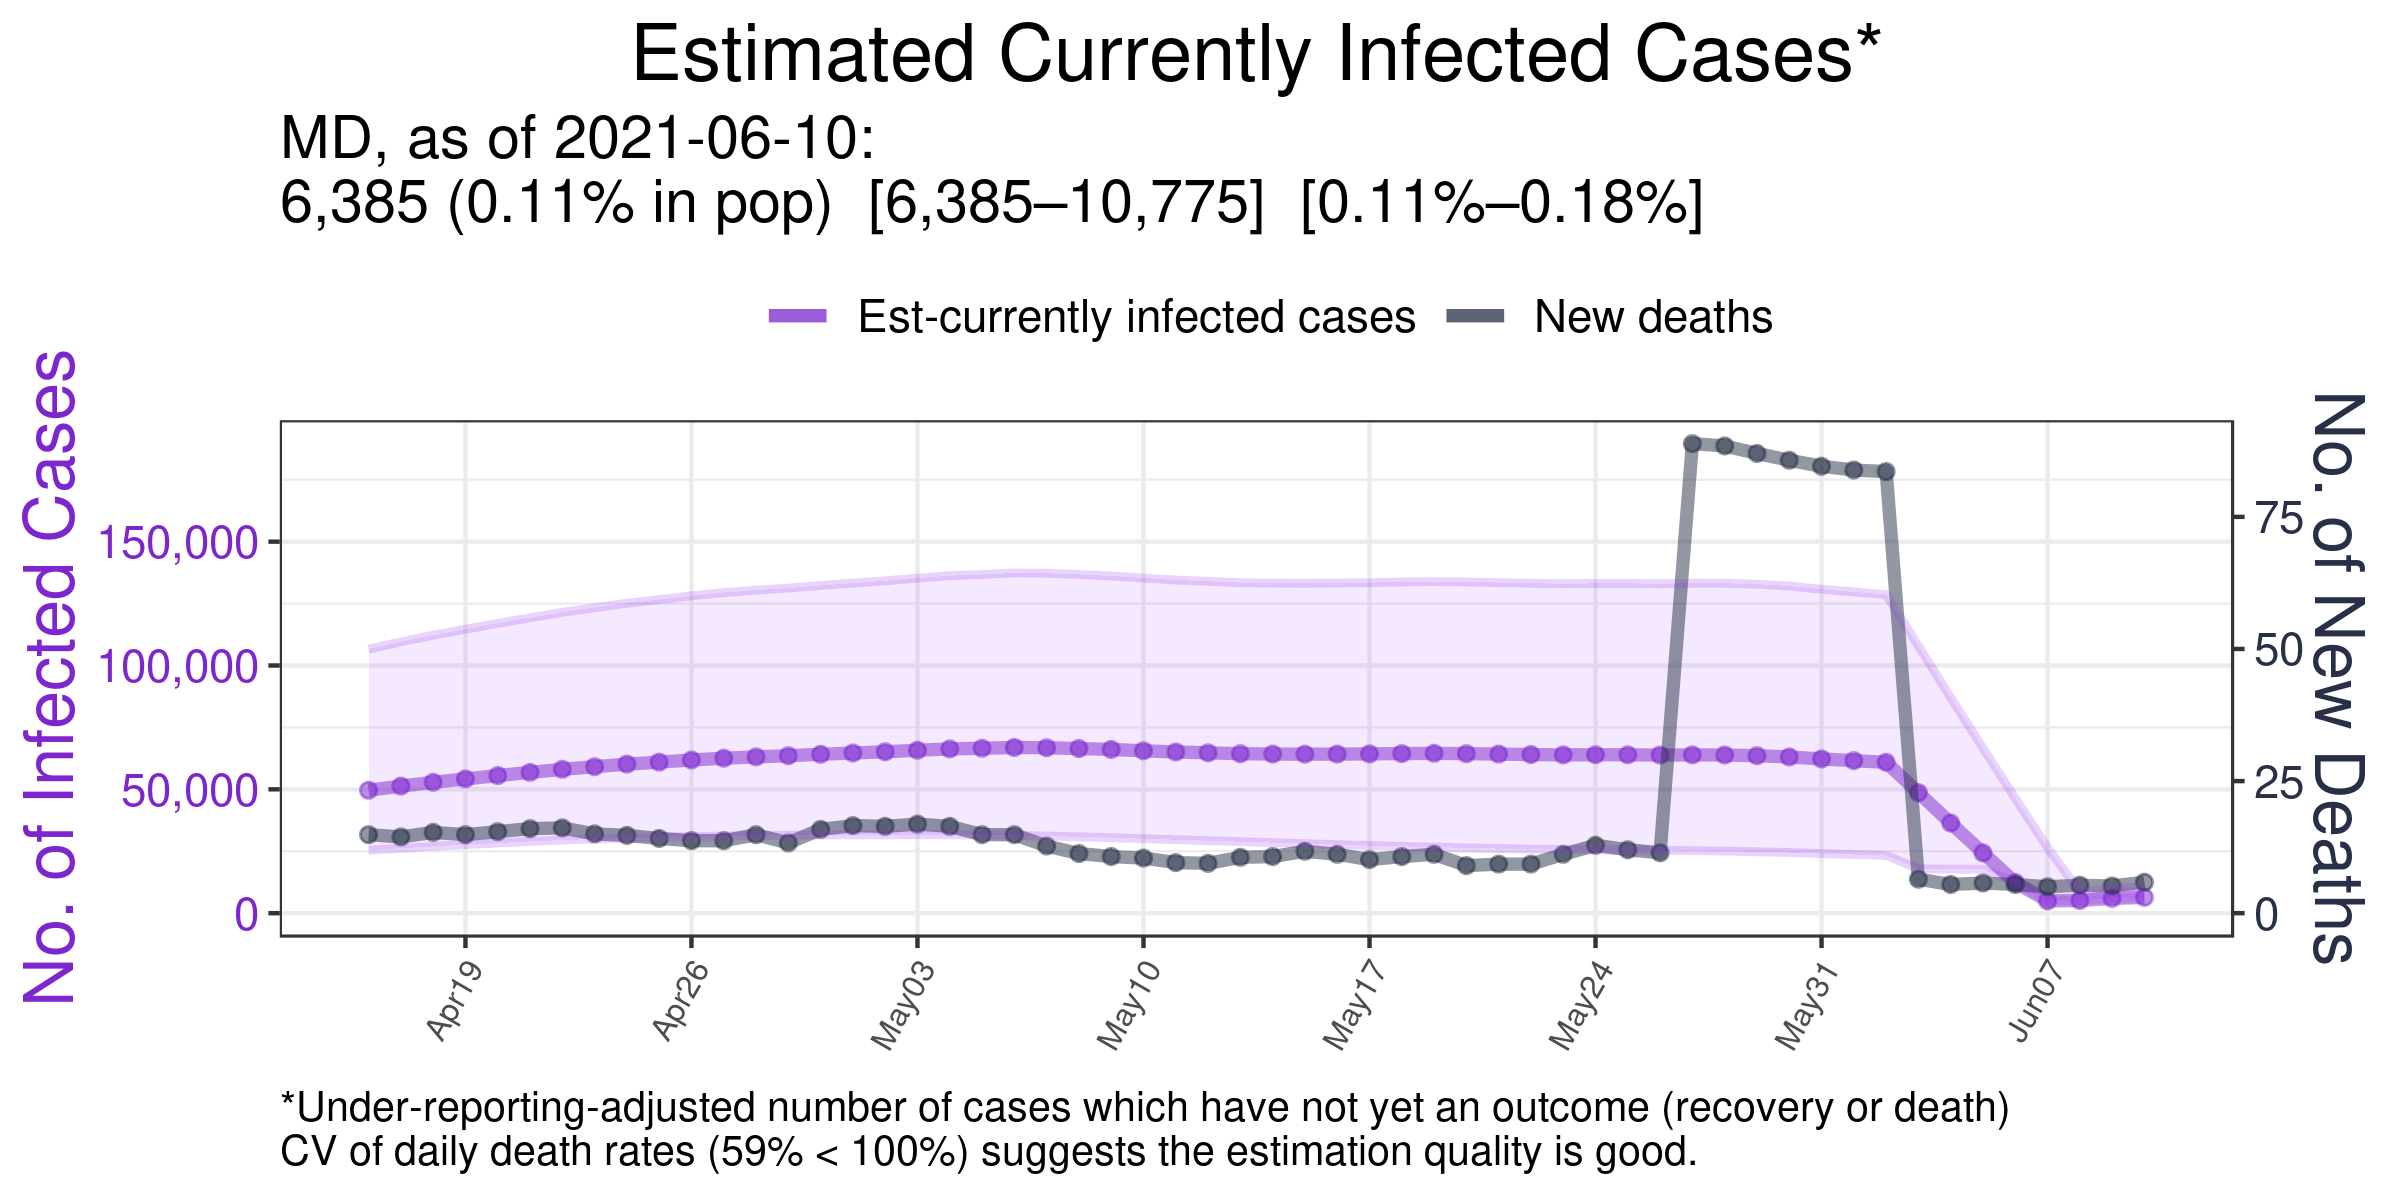 Estimated Currently Infected Cases*
MD, as of 2021-06-10:
6,385 (0.11% in pop)  [6,385–10,775]  [0.11%–0.18%]
Est-currently infected cases
New deaths
No. of Infected Cases
150,000
100,000
50,000
0
75
50
25
0
No. of New Deaths
Apr19
Apr26
May03
May10
May17
May24
May31
Jun07
*Under-reporting-adjusted number of cases which have not yet an outcome (recovery or death)
CV of daily death rates (59% < 100%) suggests the estimation quality is good.